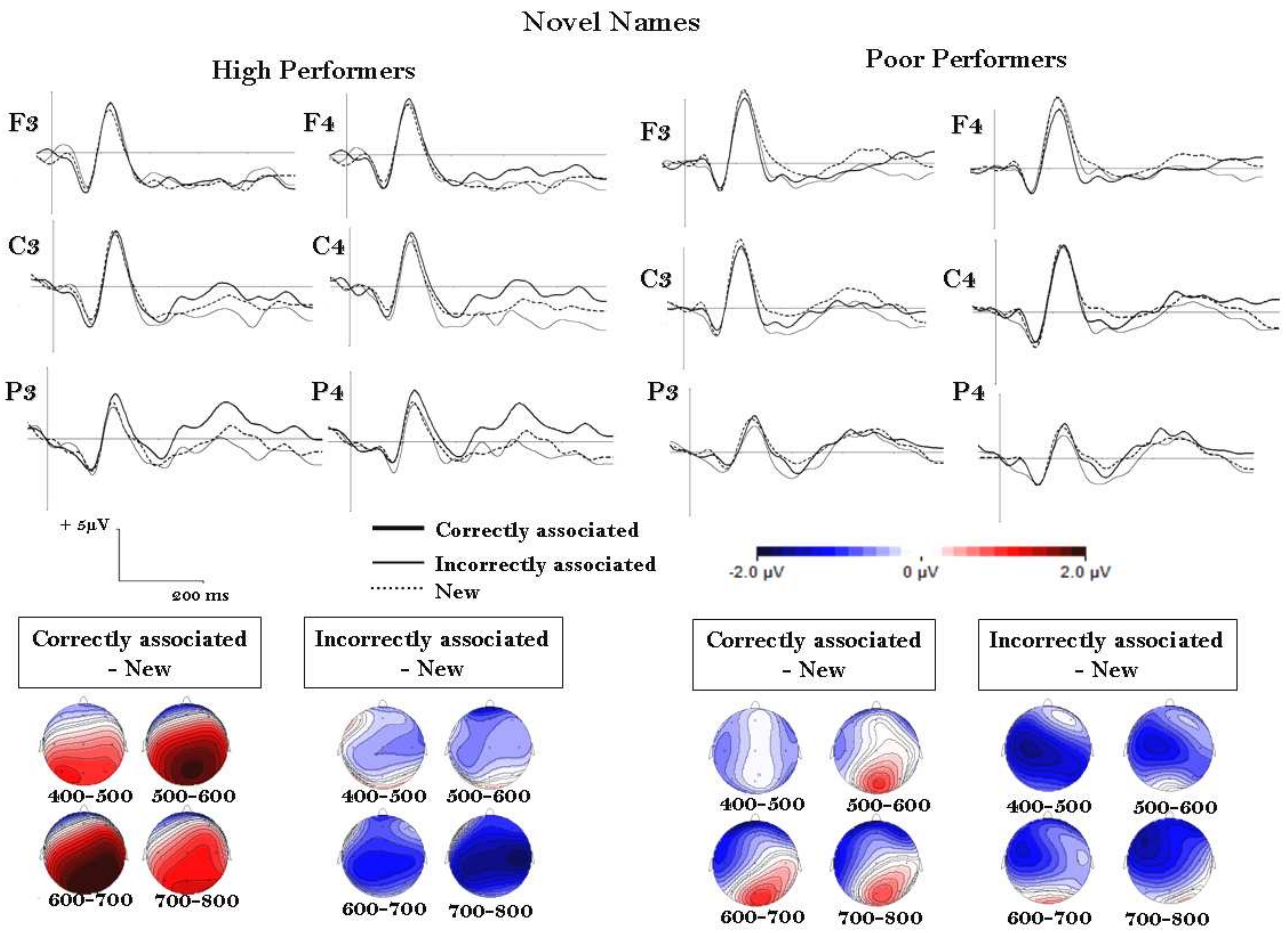 Novel Names
High Performers
Poor Performers
F3
F4
F3
F4
C3
C4
C3
C4
P3
P4
P3
P4
+ 5µV
200 ms
Correctly associated
Incorrectly associated
New
-2.0 µV
0 µV
2.0 µV
Correctly associated
- New
Incorrectly associated
- New
Correctly associated
- New
Incorrectly associated
- New
400-500
500-600
400-500
500-600
400-500
500-600
400-500
500-600
600-700
700-800
600-700
700-800
600-700
700-800
600-700
700-800